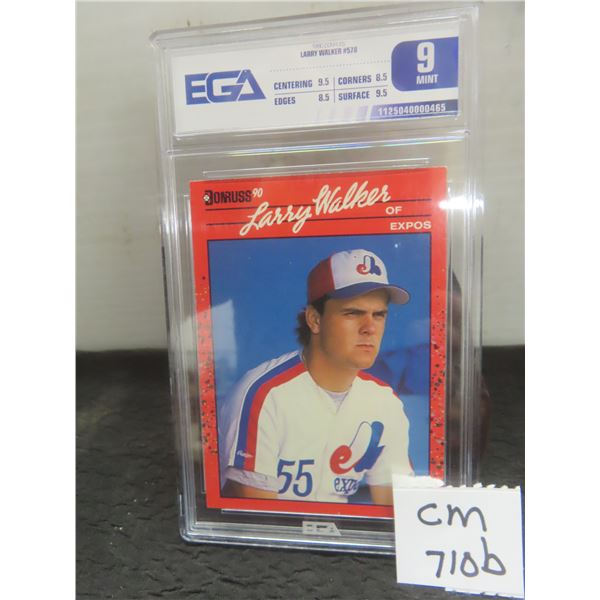 1990 DONRUSS
LARRY WALKER #578
EGA
CENTERING 9.5 CORNERS 8.5
EDGES 8.5 SURFACE 9.5
9
MINT
1125040000465
DONRUSS 90
Larry Walker
OF
EXPOS
55
EGA
CM
710b